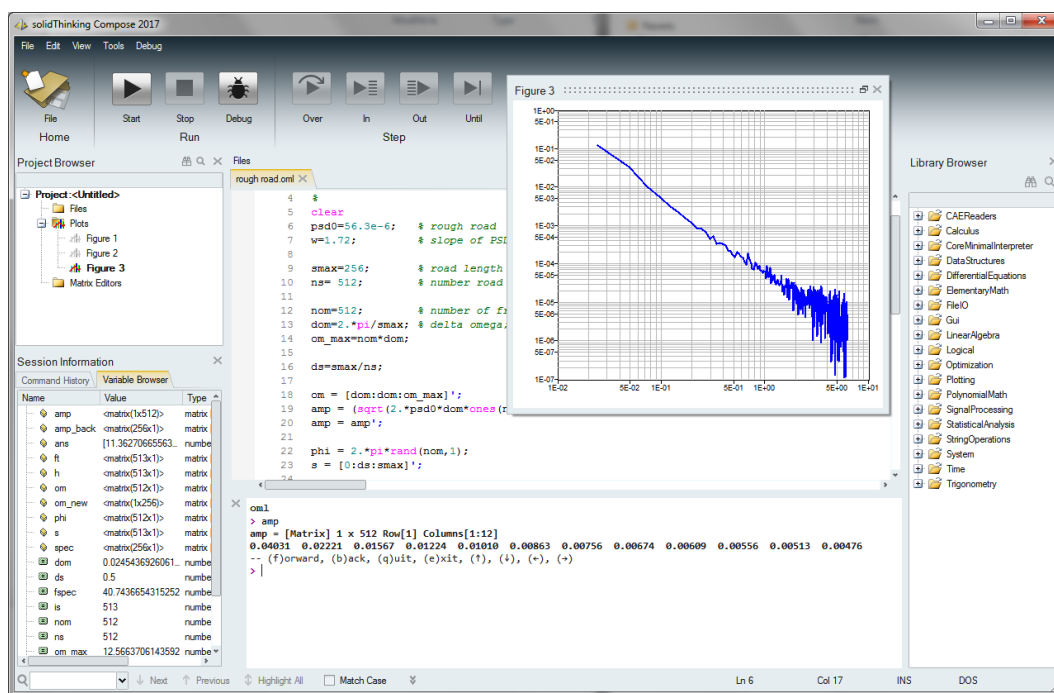 solidThinking Compose 2017
File Edit View Tools Debug
File Start Stop Debug Over In Out Until
Home Run Step
Project Browser
Project:<Untitled>
Files
Plots
Figure 1
Figure 2
Figure 3
Matrix Editors
Session Information
Command History Variable Browser
Name Value Type
amp <matrix(1x512)> matrix
amp_back <matrix(256x1)> matrix
ans [11.36270665563... numbe
ft <matrix(513x1)> matrix
h <matrix(513x1)> matrix
om <matrix(512x1)> matrix
om_new <matrix(1x256)> matrix
phi <matrix(512x1)> matrix
s <matrix(513x1)> matrix
spec <matrix(256x1)> matrix
dom 0.0245436926061... numbe
ds 0.5 numbe
fspec 40.7436654315252 numbe
is 513 numbe
nom 512 numbe
ns 512 numbe
om_max 12.5663706143592 numbe
Files
rough road.oml
4 %
5 clear
6 psd0=56.3e-6; % rough road
7 w=1.72; % slope of PSD
8
9 smax=256; % road length
10 ns= 512; % number road
11
12 nom=512; % number of fr
13 dom=2.*pi/smax; % delta omega,
14 om_max=nom*dom;
15
16 ds=smax/ns;
17
18 om = [dom:dom:om_max]';
19 amp = (sqrt(2.*psd0*dom*ones(n
20 amp = amp';
21
22 phi = 2.*pi*rand(nom,1);
23 s = [0:ds:smax]';
24
Figure 3
1E+00
5E-01
1E-01
5E-02
1E-02
5E-03
1E-03
5E-04
1E-04
5E-05
1E-05
5E-06
1E-06
5E-07
1E-07
1E-02 5E-02 1E-01 5E-01 1E+00 5E+00 1E+01
oml
> amp
amp = [Matrix] 1 x 512 Row[1] Columns[1:12]
0.04031 0.02221 0.01567 0.01224 0.01010 0.00863 0.00756 0.00674 0.00609 0.00556 0.00513 0.00476
-- (f)orward, (b)ack, (q)uit, (e)xit, (↑), (↓), (←), (→)
>
Library Browser
CAEReaders
Calculus
CoreMinimalInterpreter
DataStructures
DifferentialEquations
ElementaryMath
FileIO
Gui
LinearAlgebra
Logical
Optimization
Plotting
PolynomialMath
SignalProcessing
StatisticalAnalysis
StringOperations
System
Time
Trigonometry
Next Previous Highlight All Match Case Ln 6 Col 17 INS DOS